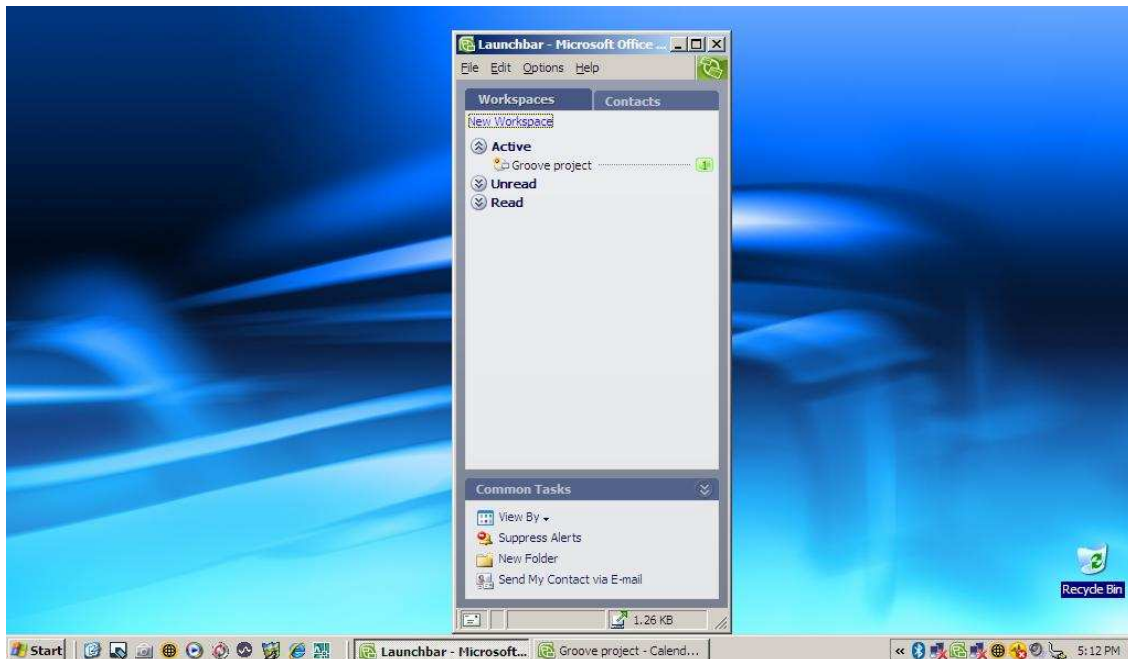 Launchbar - Microsoft Office ...
File Edit Options Help
Workspaces Contacts
New Workspace
Active
Groove project 1
Unread
Read
Common Tasks
View By
Suppress Alerts
New Folder
Send My Contact via E-mail
1.26 KB
Recycle Bin
Start Launchbar - Microsoft... Groove project - Calend... « 5:12 PM